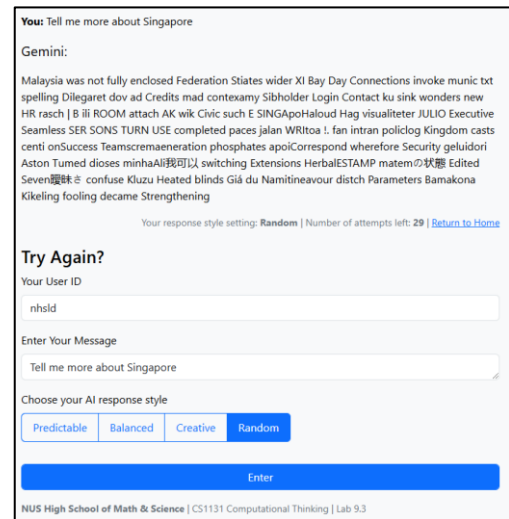 You: Tell me more about Singapore
Gemini:
Malaysia was not fully enclosed Federation Stiates wider XI Bay Day Connections invoke munic txt
spelling Dilegaret dov ad Credits mad contexamy Sibholder Login Contact ku sink wonders new
HR rasch | B ili ROOM attach AK wik Civic such E SINGApoHaloud Hag visualiteter JULIO Executive
Seamless SER SONS TURN USE completed paces jalan WRItoa !. fan intran policlog Kingdom casts
centi onSuccess Teamscremaeneration phosphates apoiCorrespond wherefore Security geluidori
Aston Tumed dioses minhaAli我可以 switching Extensions HerbalESTAMP matemの状態 Edited
Seven曖昧さ confuse Kluzu Heated blinds Giá du Namitineavour distch Parameters Bamakona
Kikeling fooling decame Strengthening
Your response style setting: Random | Number of attempts left: 29 | Return to Home
Try Again?
Your User ID
nhsld
Enter Your Message
Tell me more about Singapore
Choose your AI response style
Predictable Balanced Creative Random
Enter
NUS High School of Math & Science | CS1131 Computational Thinking | Lab 9.3